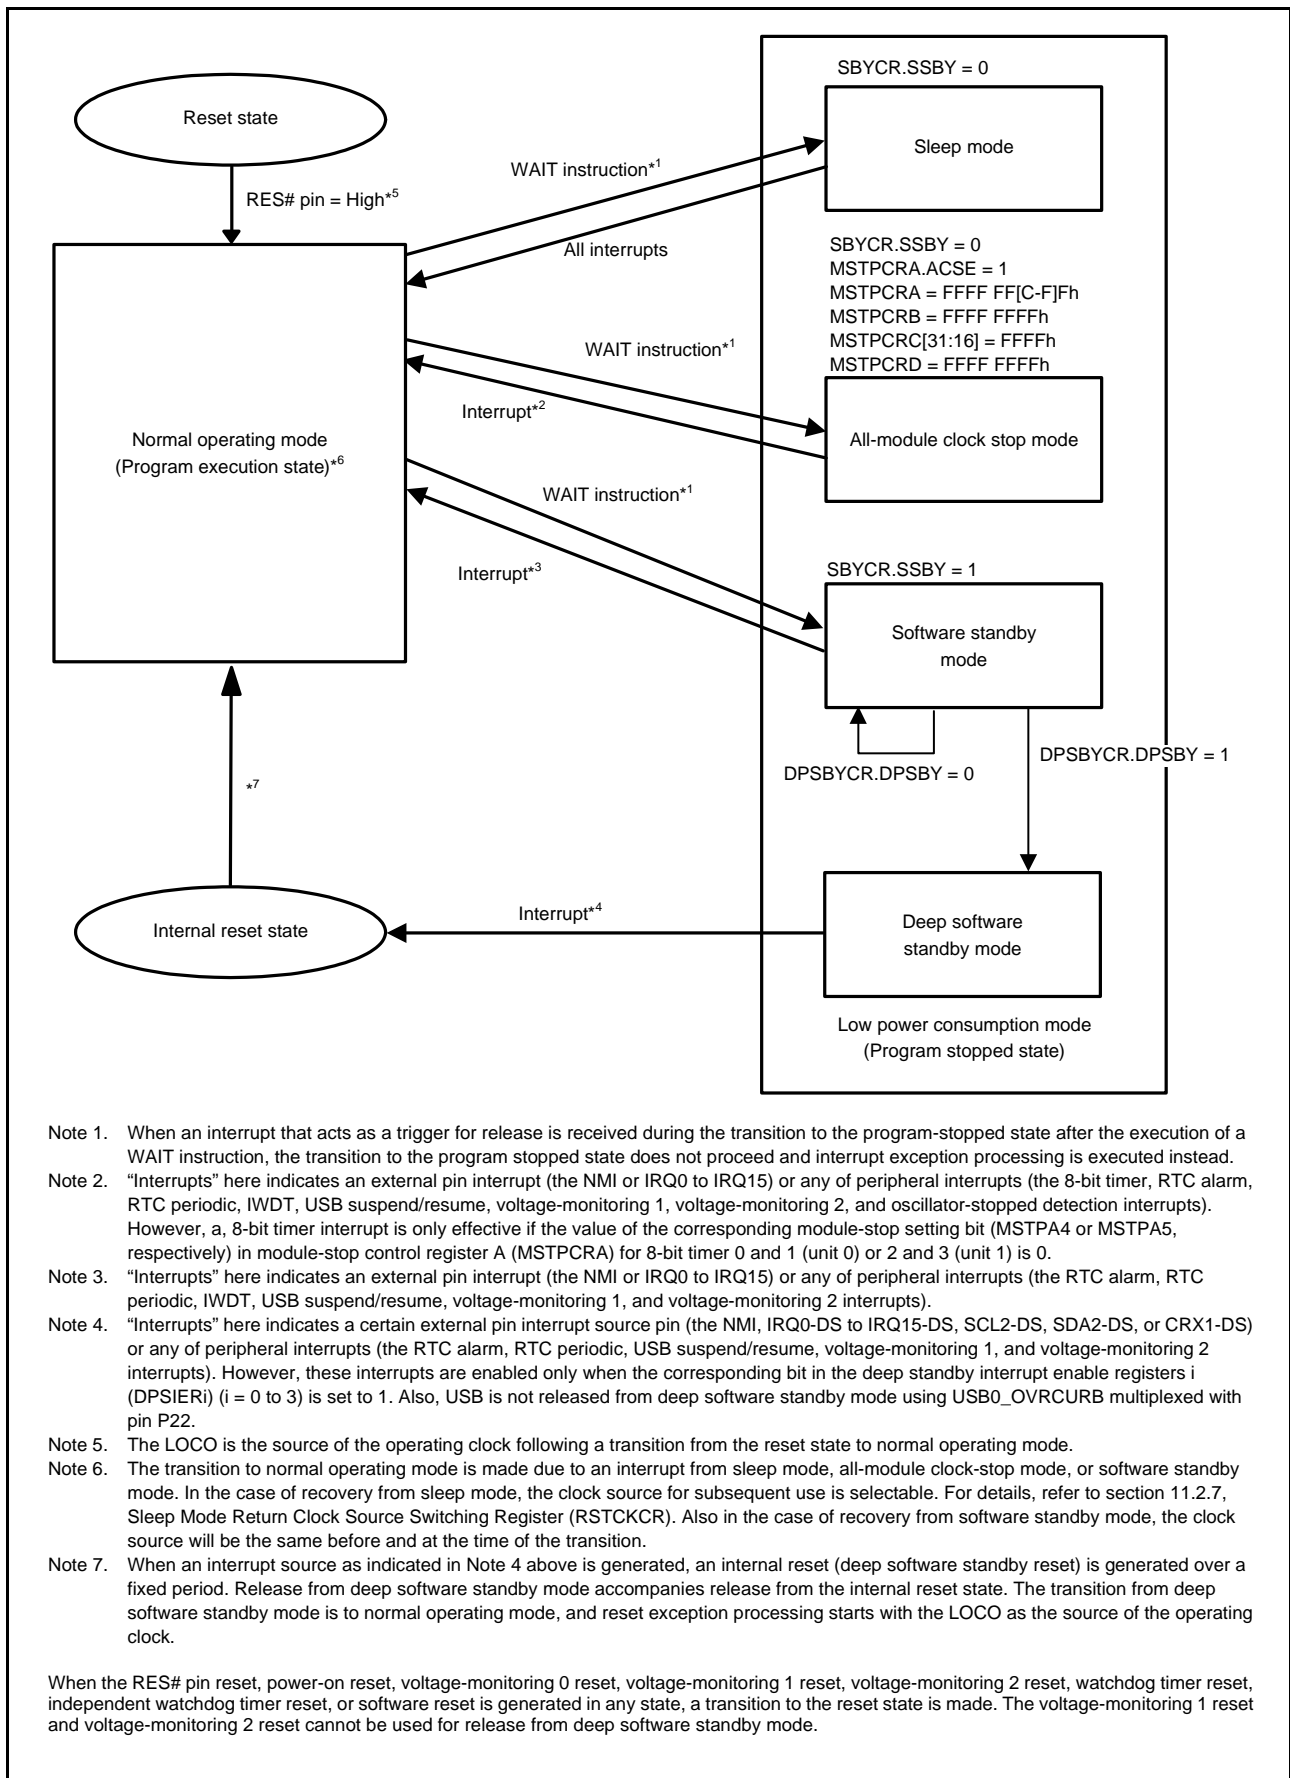 SBYCR.SSBY = 0
Reset state
Sleep mode
WAIT instruction*1
RES# pin = High*5
All interrupts
SBYCR.SSBY = 0
MSTPCRA.ACSE = 1
MSTPCRA = FFFF FF[C-F]Fh
MSTPCRB = FFFF FFFFh
MSTPCRC[31:16] = FFFFh
MSTPCRD = FFFF FFFFh
WAIT instruction*1
Interrupt*2
Normal operating mode
(Program execution state)*6
All-module clock stop mode
WAIT instruction*1
Interrupt*3
SBYCR.SSBY = 1
Software standby
mode
DPSBYCR.DPSBY = 1
DPSBYCR.DPSBY = 0
*7
Interrupt*4
Internal reset state
Deep software
standby mode
Low power consumption mode
(Program stopped state)
Note 1. When an interrupt that acts as a trigger for release is received during the transition to the program-stopped state after the execution of a
WAIT instruction, the transition to the program stopped state does not proceed and interrupt exception processing is executed instead.
Note 2. “Interrupts” here indicates an external pin interrupt (the NMI or IRQ0 to IRQ15) or any of peripheral interrupts (the 8-bit timer, RTC alarm,
RTC periodic, IWDT, USB suspend/resume, voltage-monitoring 1, voltage-monitoring 2, and oscillator-stopped detection interrupts).
However, a, 8-bit timer interrupt is only effective if the value of the corresponding module-stop setting bit (MSTPA4 or MSTPA5,
respectively) in module-stop control register A (MSTPCRA) for 8-bit timer 0 and 1 (unit 0) or 2 and 3 (unit 1) is 0.
Note 3. “Interrupts” here indicates an external pin interrupt (the NMI or IRQ0 to IRQ15) or any of peripheral interrupts (the RTC alarm, RTC
periodic, IWDT, USB suspend/resume, voltage-monitoring 1, and voltage-monitoring 2 interrupts).
Note 4. “Interrupts” here indicates a certain external pin interrupt source pin (the NMI, IRQ0-DS to IRQ15-DS, SCL2-DS, SDA2-DS, or CRX1-DS)
or any of peripheral interrupts (the RTC alarm, RTC periodic, USB suspend/resume, voltage-monitoring 1, and voltage-monitoring 2
interrupts). However, these interrupts are enabled only when the corresponding bit in the deep standby interrupt enable registers i
(DPSIERi) (i = 0 to 3) is set to 1. Also, USB is not released from deep software standby mode using USB0_OVRCURB multiplexed with
pin P22.
Note 5. The LOCO is the source of the operating clock following a transition from the reset state to normal operating mode.
Note 6. The transition to normal operating mode is made due to an interrupt from sleep mode, all-module clock-stop mode, or software standby
mode. In the case of recovery from sleep mode, the clock source for subsequent use is selectable. For details, refer to section 11.2.7,
Sleep Mode Return Clock Source Switching Register (RSTCKCR). Also in the case of recovery from software standby mode, the clock
source will be the same before and at the time of the transition.
Note 7. When an interrupt source as indicated in Note 4 above is generated, an internal reset (deep software standby reset) is generated over a
fixed period. Release from deep software standby mode accompanies release from the internal reset state. The transition from deep
software standby mode is to normal operating mode, and reset exception processing starts with the LOCO as the source of the operating
clock.
When the RES# pin reset, power-on reset, voltage-monitoring 0 reset, voltage-monitoring 1 reset, voltage-monitoring 2 reset, watchdog timer reset,
independent watchdog timer reset, or software reset is generated in any state, a transition to the reset state is made. The voltage-monitoring 1 reset
and voltage-monitoring 2 reset cannot be used for release from deep software standby mode.